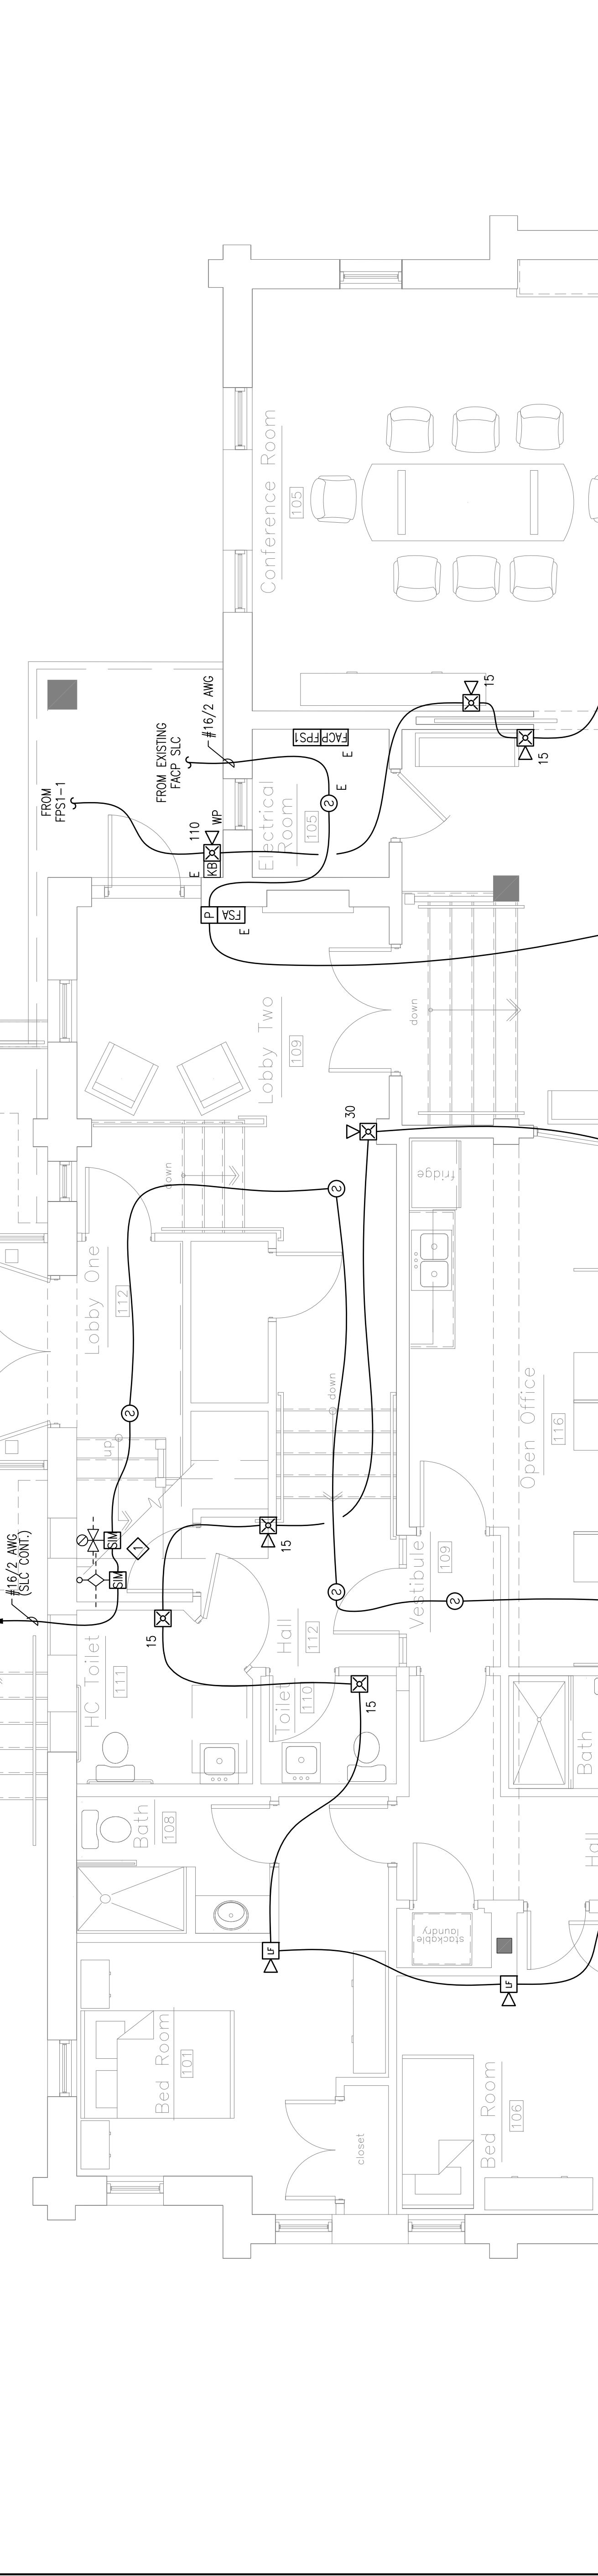 Conference Room
105
#16/2 AWG
FROM EXISTING
FACP SLC
FROM
FPS1-1
15
15
FPS1
FACP
E
E
S
Electrical
Room
105
110
WP
E
KB
P
FSA
E
Lobby Two
109
down
down
30
fridge
S
Lobby One
112
down
S
up
down
Open Office
116
#16/2 AWG
(SLC CONT.)
SIM
SIM
1
15
15
S
S
Vestibule
109
HC Toilet
111
Hall
112
Toilet
110
15
Bath
Bath
108
Hal
stackable
laundry
LF
LF
Bed Room
101
Bed Room
106
closet